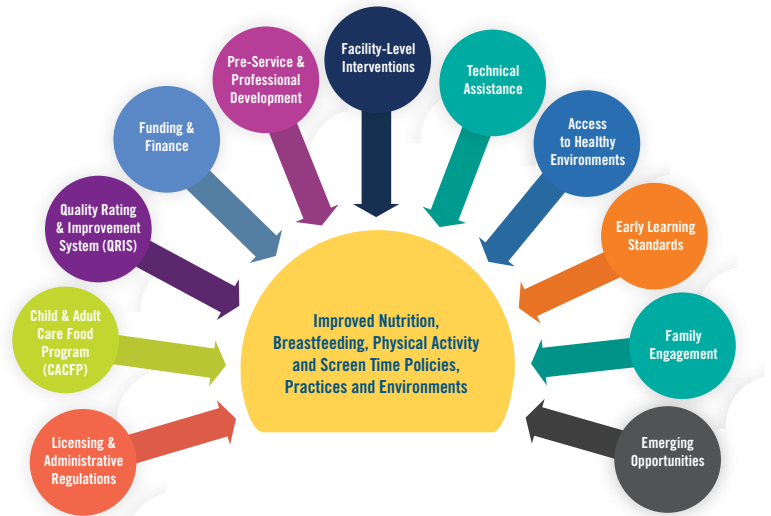 Facility-Level
Interventions
Pre-Service &
Professional
Development
Technical
Assistance
Funding &
Finance
Access
to Healthy
Environments
Quality Rating
& Improvement
System (QRIS)
Early Learning
Standards
Child & Adult
Care Food
Program
(CACFP)
Family
Engagement
Licensing &
Administrative
Regulations
Emerging
Opportunities
Improved Nutrition,
Breastfeeding, Physical Activity
and Screen Time Policies,
Practices and Environments